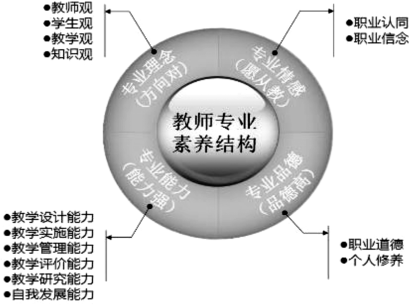 ●教师观
●学生观
●教学观
●知识观
●职业认同
●职业信念
专业理念
(方向对)
专业情感
(愿从教)
教师专业
素养结构
专业能力
(能力强)
专业品德
(品德高)
●教学设计能力
●教学实施能力
●教学管理能力
●教学评价能力
●教学研究能力
●自我发展能力
●职业道德
●个人修养